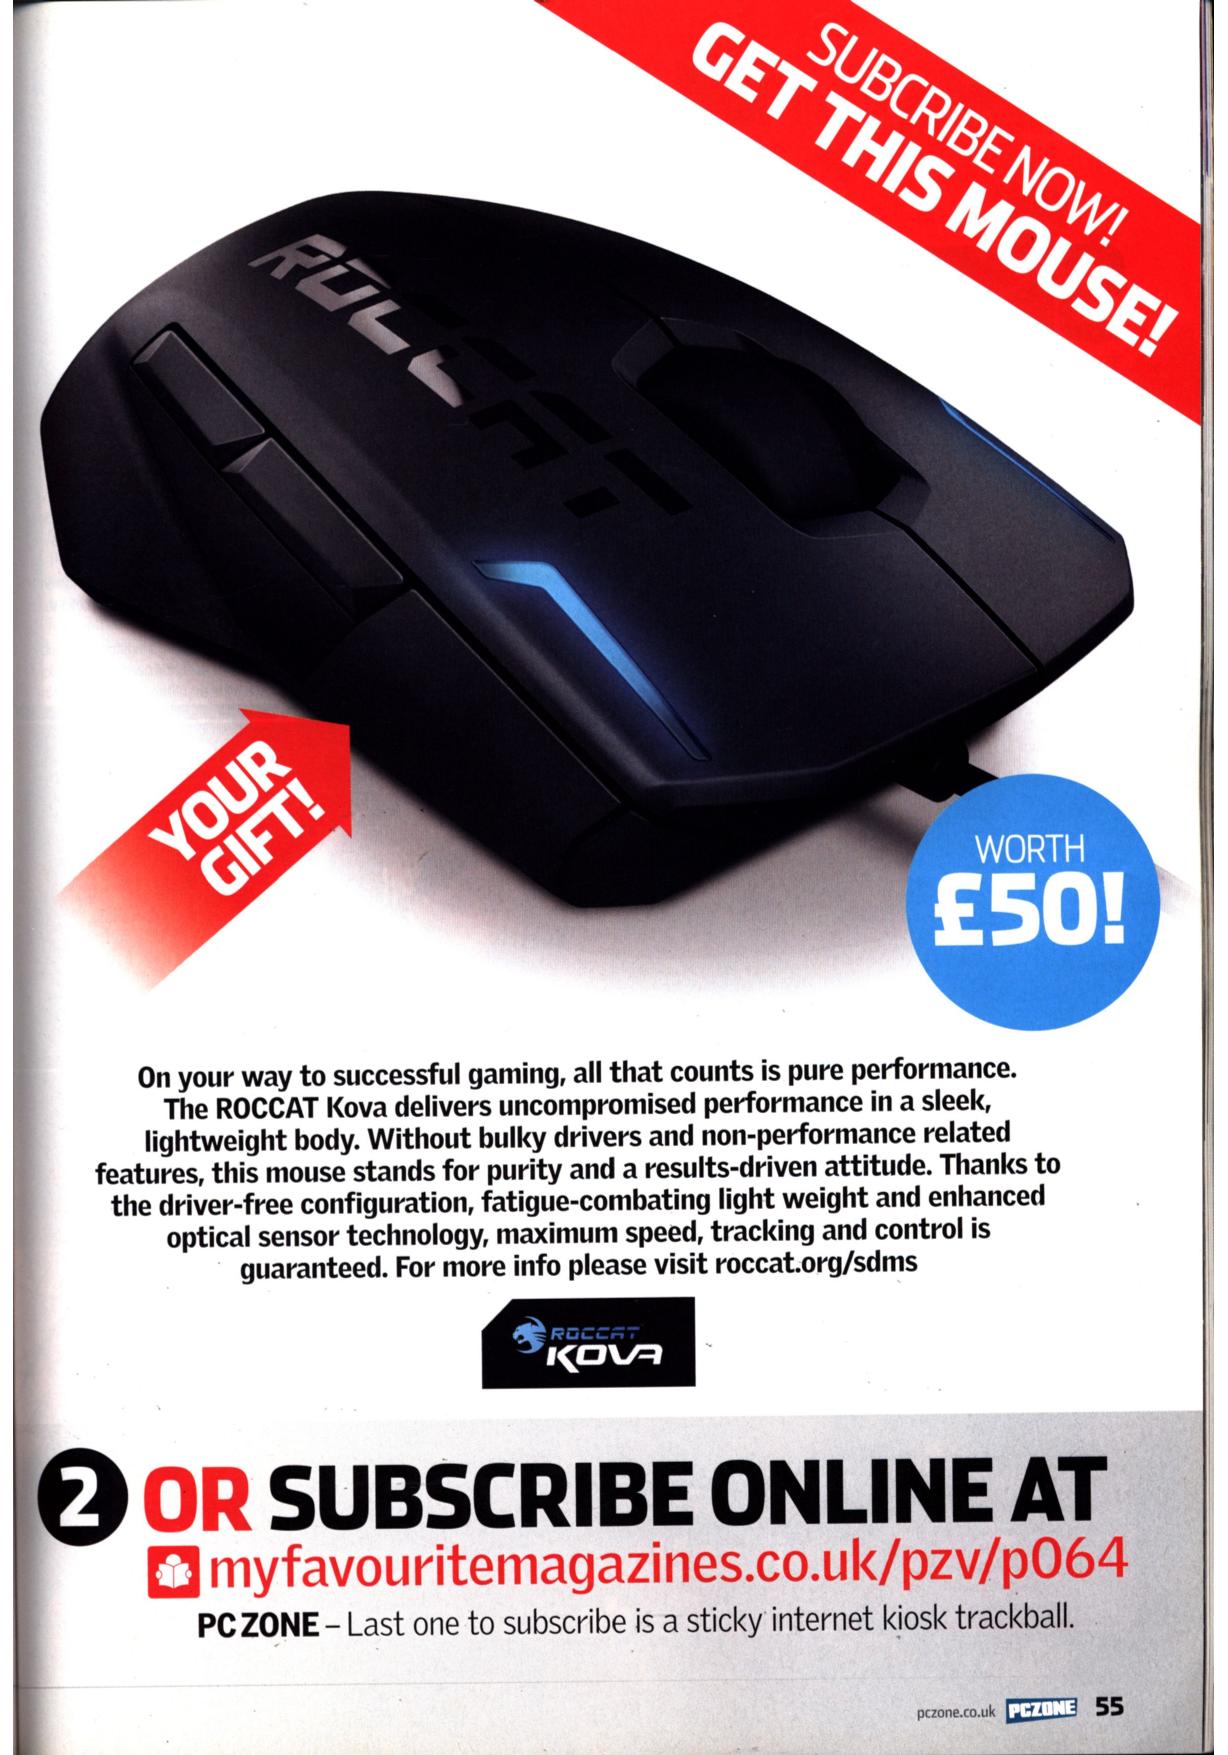 SUBCRIBE NOW!
GET THIS MOUSE!
ROCCAT
YOUR
GIFT!
WORTH
£50!
On your way to successful gaming, all that counts is pure performance.
The ROCCAT Kova delivers uncompromised performance in a sleek,
lightweight body. Without bulky drivers and non-performance related
features, this mouse stands for purity and a results-driven attitude. Thanks to
the driver-free configuration, fatigue-combating light weight and enhanced
optical sensor technology, maximum speed, tracking and control is
guaranteed. For more info please visit roccat.org/sdms
ROCCAT
KOVA
2 OR SUBSCRIBE ONLINE AT
myfavouritemagazines.co.uk/pzv/p064
PC ZONE – Last one to subscribe is a sticky internet kiosk trackball.
pczone.co.uk PCZONE 55